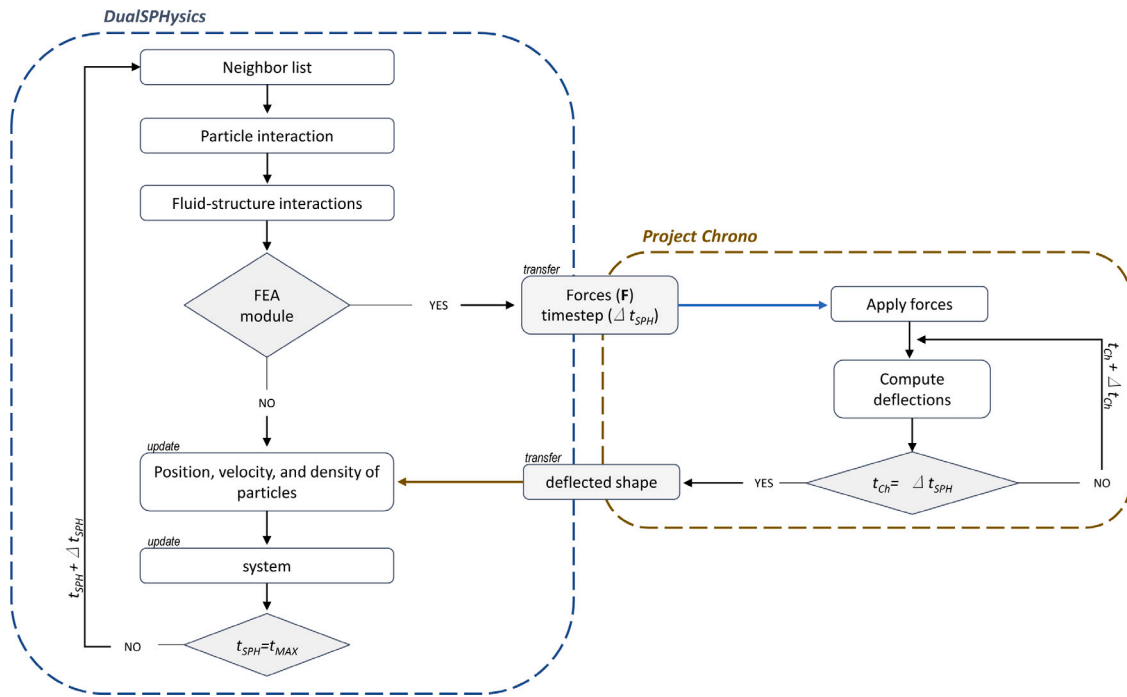 DualSPHysics
Neighbor list
Particle interaction
Fluid-structure interactions
FEA
module
YES
NO
update
Position, velocity, and density of
particles
update
system
t_SPH=t_MAX
NO
t_SPH + Δ t_SPH
transfer
Forces (F)
timestep (Δ t_SPH)
Project Chrono
Apply forces
Compute
deflections
t_Ch= Δ t_SPH
NO
t_Ch + Δ t_Ch
YES
transfer
deflected shape